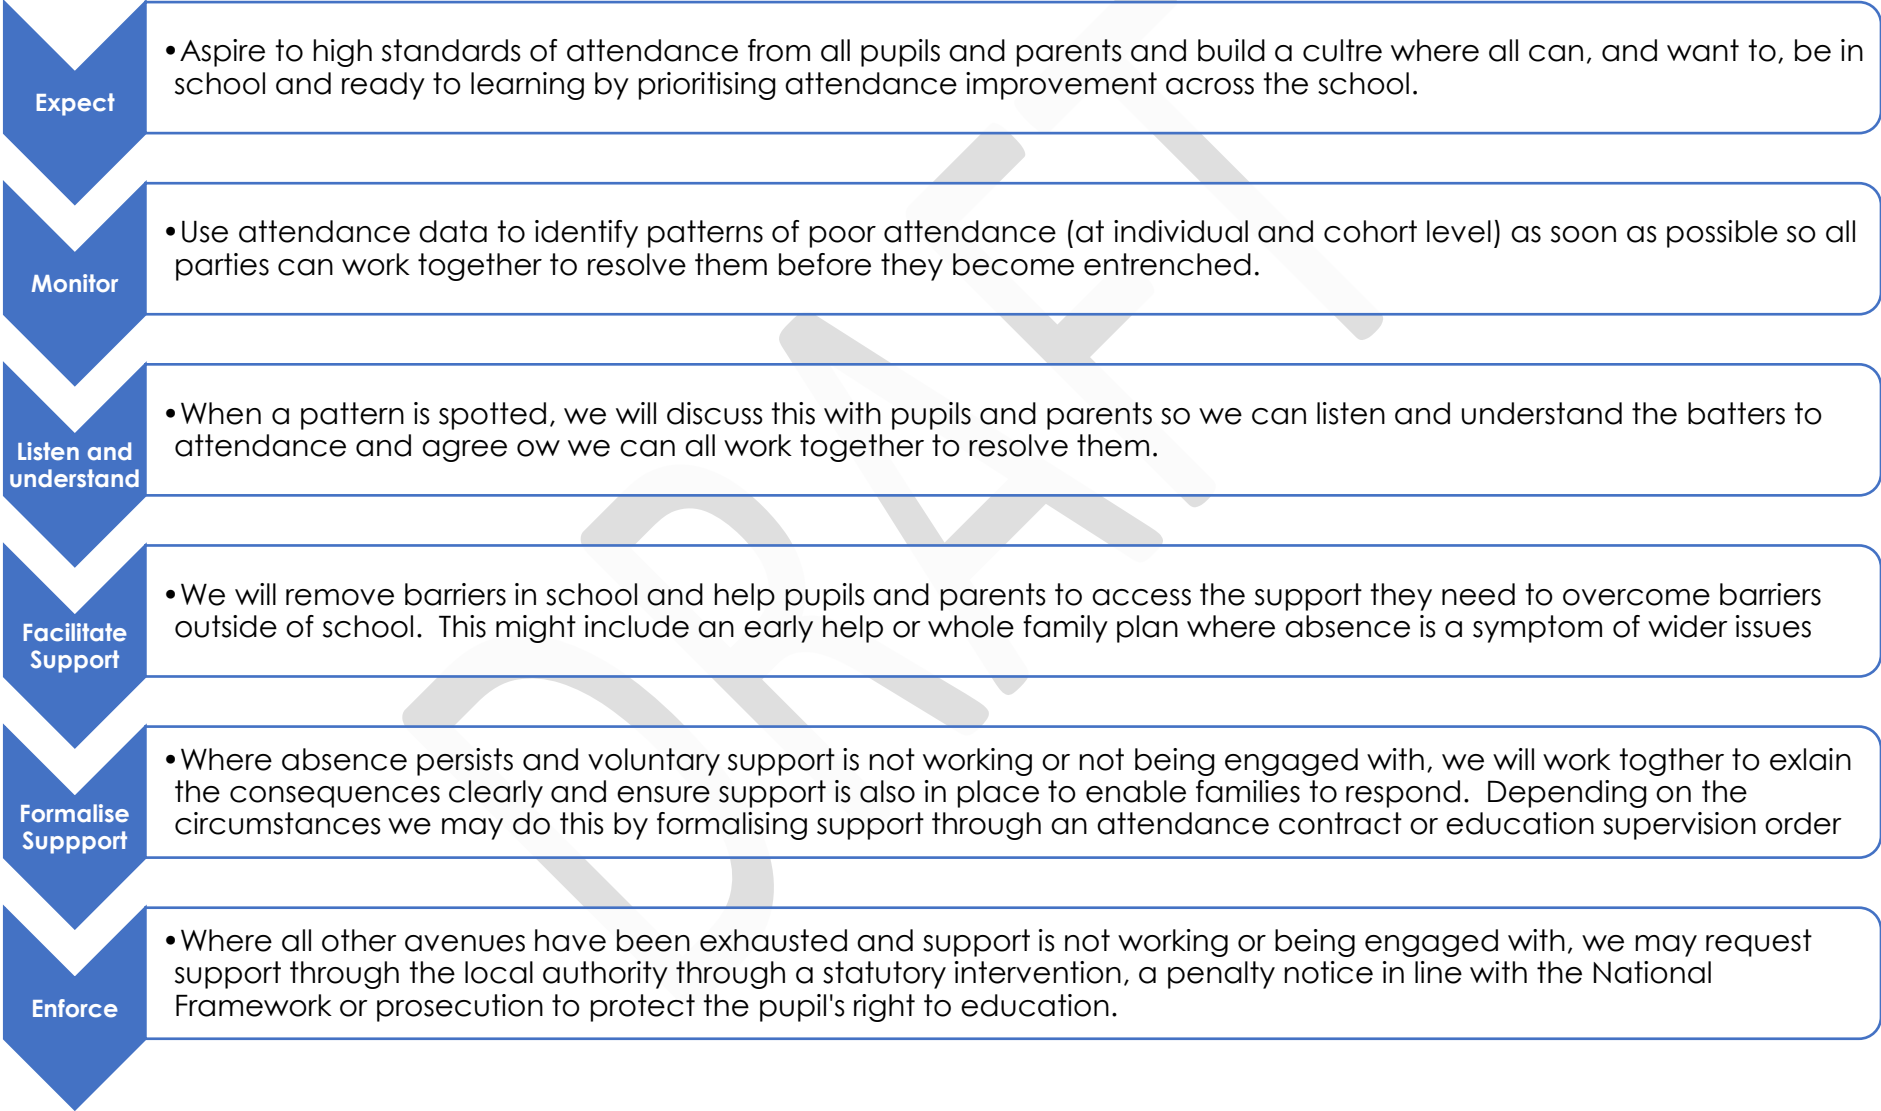 Expect
•Aspire to high standards of attendance from all pupils and parents and build a cultre where all can, and want to, be in
school and ready to learning by prioritising attendance improvement across the school.
Monitor
•Use attendance data to identify patterns of poor attendance (at individual and cohort level) as soon as possible so all
parties can work together to resolve them before they become entrenched.
Listen and
understand
•When a pattern is spotted, we will discuss this with pupils and parents so we can listen and understand the batters to
attendance and agree ow we can all work together to resolve them.
Facilitate
Support
•We will remove barriers in school and help pupils and parents to access the support they need to overcome barriers
outside of school.  This might include an early help or whole family plan where absence is a symptom of wider issues
Formalise
Suppport
•Where absence persists and voluntary support is not working or not being engaged with, we will work togther to exlain
the consequences clearly and ensure support is also in place to enable families to respond.  Depending on the
circumstances we may do this by formalising support through an attendance contract or education supervision order
Enforce
•Where all other avenues have been exhausted and support is not working or being engaged with, we may request
support through the local authority through a statutory intervention, a penalty notice in line with the National
Framework or prosecution to protect the pupil's right to education.
DRAFT